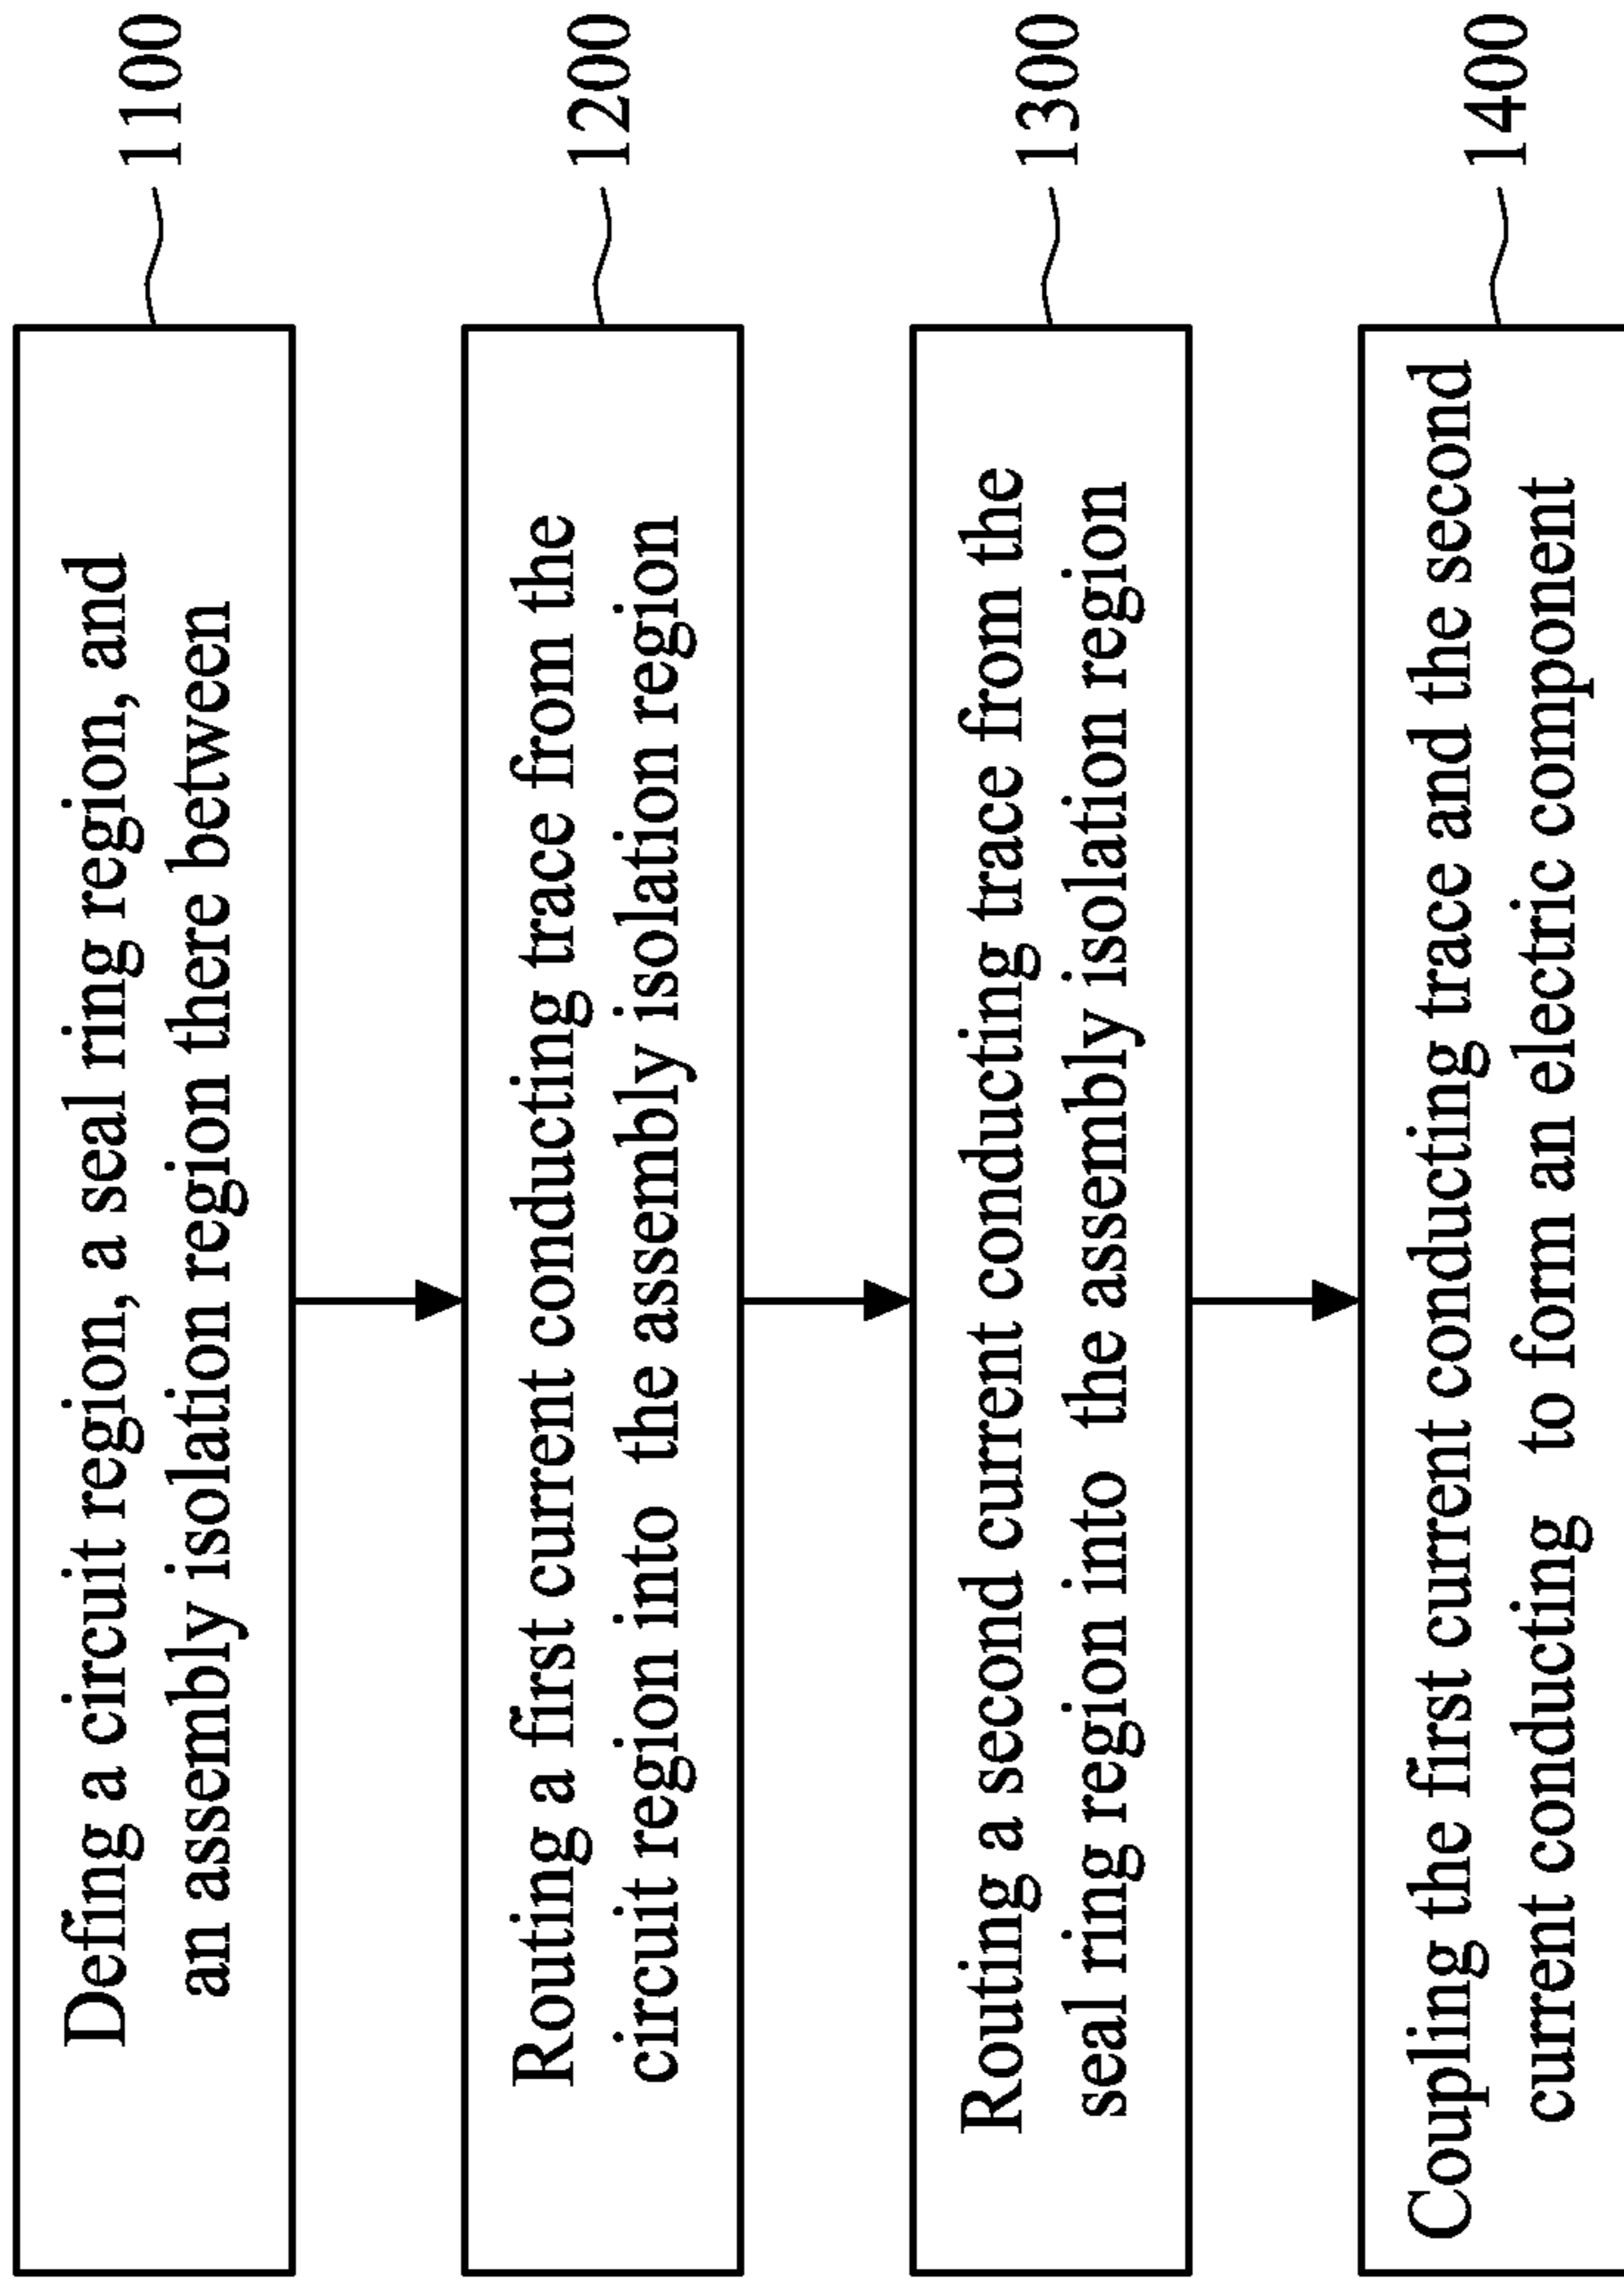 Defing a circuit region, a seal ring region, and
an assembly isolation region there between
1100
Routing a first current conducting trace from the
circuit region into the assembly isolation region
1200
Routing a second current conducting trace from the
seal ring region into the assembly isolation region
1300
Coupling the first current conducting trace and the second
current conducting to form an electric component
1400